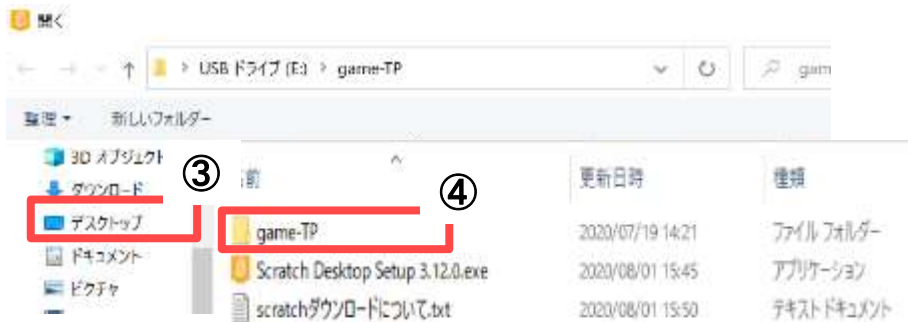 開く
USB ドライブ (E:) > game-TP
gam
整理 新しいフォルダー
3D オブジェクト
ダウンロード
③
デスクトップ
ドキュメント
ピクチャ
前 更新日時 種類
④
game-TP 2020/07/19 14:21 ファイル フォルダー
Scratch Desktop Setup 3.12.0.exe 2020/08/01 15:45 アプリケーション
scratchダウンロードについて.txt 2020/08/01 15:50 テキスト ドキュメント